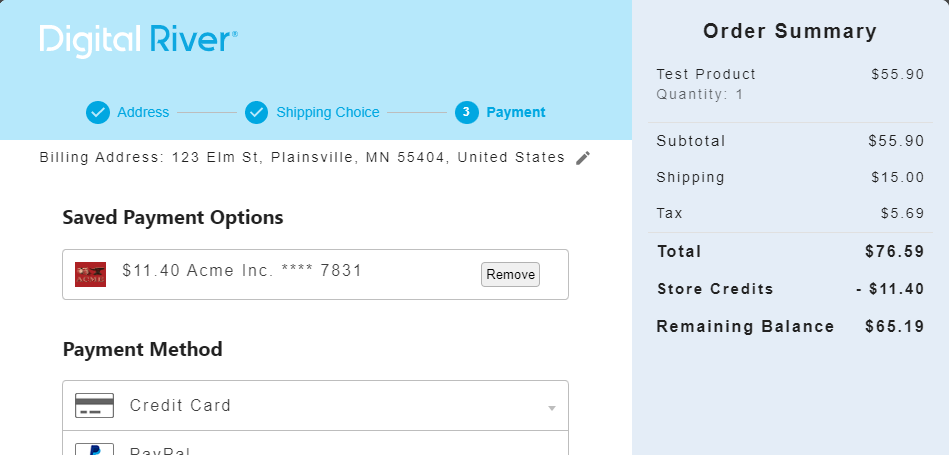 Digital River®
Address
Shipping Choice
3 Payment
Billing Address: 123 Elm St, Plainsville, MN 55404, United States
Saved Payment Options
ACME
$11.40 Acme Inc. **** 7831
Remove
Payment Method
Credit Card
PayPal
Order Summary
Test Product $55.90
Quantity: 1
Subtotal $55.90
Shipping $15.00
Tax $5.69
Total $76.59
Store Credits - $11.40
Remaining Balance $65.19